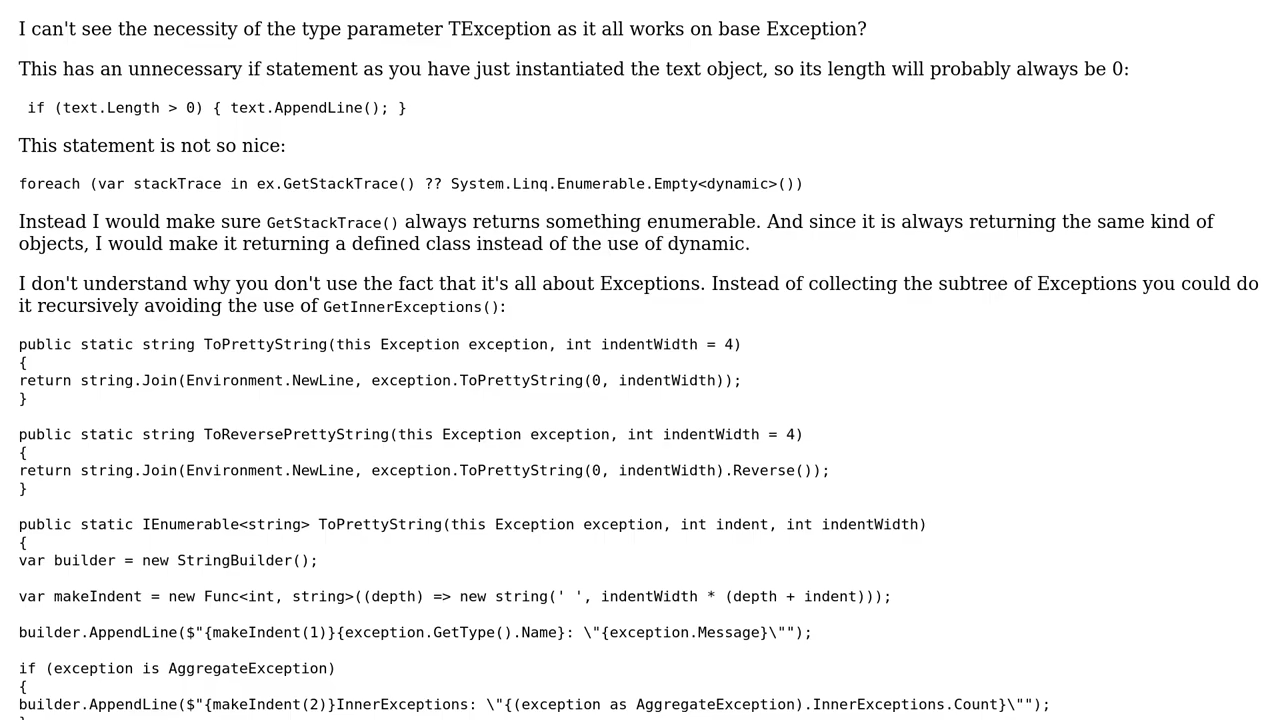 I can't see the necessity of the type parameter TException as it all works on base Exception?
This has an unnecessary if statement as you have just instantiated the text object, so its length will probably always be 0:
if (text.Length > 0) { text.AppendLine(); }
This statement is not so nice:
foreach (var stackTrace in ex.GetStackTrace() ?? System.Linq.Enumerable.Empty<dynamic>())
Instead I would make sure GetStackTrace() always returns something enumerable. And since it is always returning the same kind of
objects, I would make it returning a defined class instead of the use of dynamic.
I don't understand why you don't use the fact that it's all about Exceptions. Instead of collecting the subtree of Exceptions you could do
it recursively avoiding the use of GetInnerExceptions():
public static string ToPrettyString(this Exception exception, int indentWidth = 4)
{
return string.Join(Environment.NewLine, exception.ToPrettyString(0, indentWidth));
}
public static string ToReversePrettyString(this Exception exception, int indentWidth = 4)
{
return string.Join(Environment.NewLine, exception.ToPrettyString(0, indentWidth).Reverse());
}
public static IEnumerable<string> ToPrettyString(this Exception exception, int indent, int indentWidth)
{
var builder = new StringBuilder();
var makeIndent = new Func<int, string>((depth) => new string(' ', indentWidth * (depth + indent)));
builder.AppendLine($"{makeIndent(1)}{exception.GetType().Name}: \"{exception.Message}\"");
if (exception is AggregateException)
{
builder.AppendLine($"{makeIndent(2)}InnerExceptions: \"{(exception as AggregateException).InnerExceptions.Count}\"");